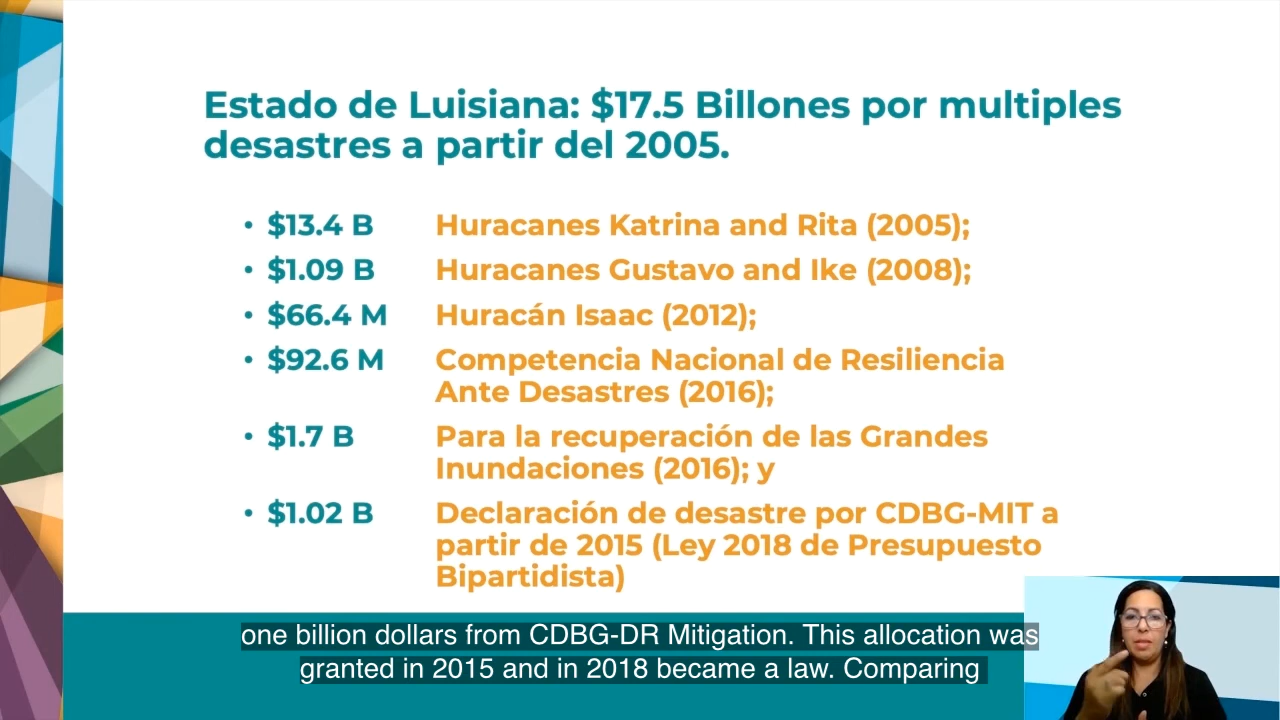 Estado de Luisiana: $17.5 Billones por multiples
desastres a partir del 2005.
• $13.4 B Huracanes Katrina and Rita (2005);
• $1.09 B Huracanes Gustavo and Ike (2008);
• $66.4 M Huracán Isaac (2012);
• $92.6 M Competencia Nacional de Resiliencia
Ante Desastres (2016);
• $1.7 B Para la recuperación de las Grandes
Inundaciones (2016); y
• $1.02 B Declaración de desastre por CDBG-MIT a
partir de 2015 (Ley 2018 de Presupuesto
Bipartidista)
one billion dollars from CDBG-DR Mitigation. This allocation was
granted in 2015 and in 2018 became a law. Comparing